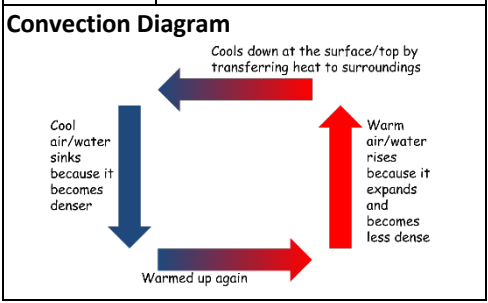 Convection Diagram
Cools down at the surface/top by
transferring heat to surroundings
Cool
air/water
sinks
because it
becomes
denser
Warm
air/water
rises
because it
expands
and
becomes
less dense
Warmed up again